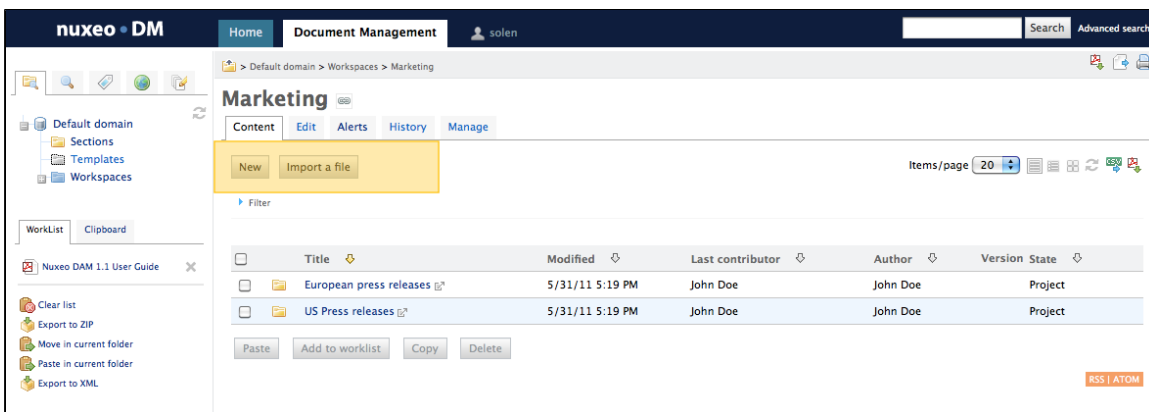 nuxeo • DM
Home Document Management solen Search Advanced search
> Default domain > Workspaces > Marketing
Marketing
Content Edit Alerts History Manage
New Import a file
Items/page 20
CSV
Filter
Default domain
Sections
Templates
Workspaces
WorkList Clipboard
Nuxeo DAM 1.1 User Guide
Clear list
Export to ZIP
Move in current folder
Paste in current folder
Export to XML
Title Modified Last contributor Author Version State
European press releases 5/31/11 5:19 PM John Doe John Doe Project
US Press releases 5/31/11 5:19 PM John Doe John Doe Project
Paste Add to worklist Copy Delete
RSS | ATOM